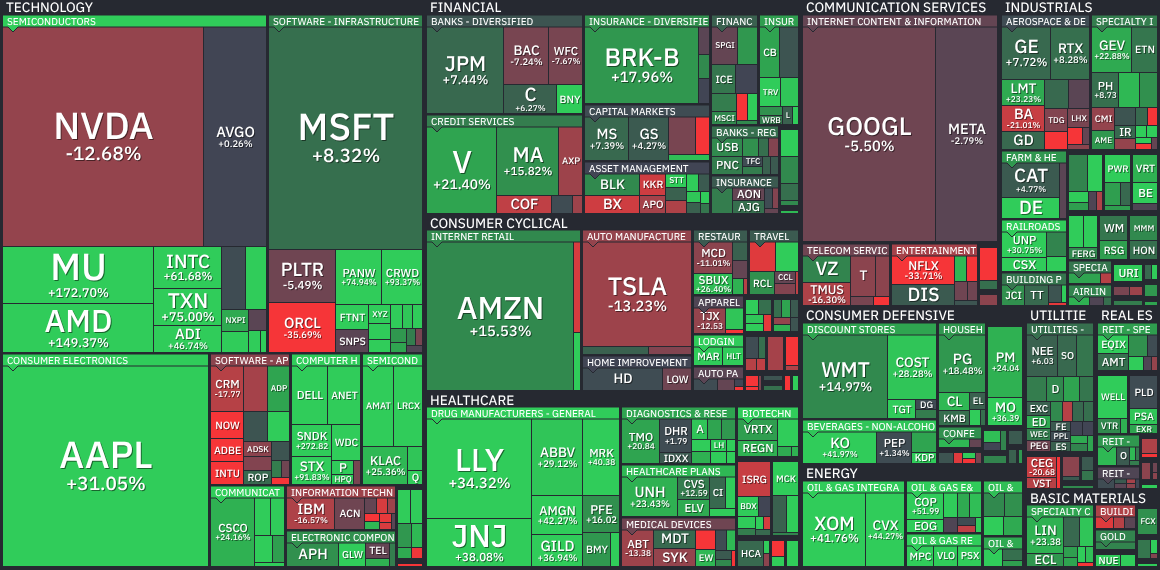 TECHNOLOGY
SEMICONDUCTORS
NVDA
-12.68%
AVGO
+0.26%
MU
+172.70%
AMD
+149.37%
INTC
+61.68%
TXN
+75.00%
ADI
+46.74%
NXPI
SOFTWARE - INFRASTRUCTURE
MSFT
+8.32%
PLTR
-5.49%
ORCL
-35.69%
PANW
+74.94%
CRWD
+93.37%
FTNT
XYZ
SNPS
CONSUMER ELECTRONICS
AAPL
+31.05%
SOFTWARE - AP
CRM
-17.77
ADP
NOW
ADBE
ADSK
INTU
ROP
COMPUTER H
DELL
ANET
SNDK
+272.82
WDC
STX
+91.83%
P
HPQ
SEMICOND
AMAT
LRCX
KLAC
+25.36%
Q
COMMUNICAT
CSCO
+24.16%
INFORMATION TECHN
IBM
-16.57%
ACN
ELECTRONIC COMPON
APH
GLW
TEL
FINANCIAL
BANKS - DIVERSIFIED
JPM
+7.44%
BAC
-7.24%
WFC
-7.67%
C
+6.27%
BNY
CREDIT SERVICES
V
+21.40%
MA
+15.82%
AXP
COF
INSURANCE - DIVERSIFIE
BRK-B
+17.96%
CAPITAL MARKETS
MS
+7.39%
GS
+4.27%
ASSET MANAGEMENT
BLK
KKR
STT
BX
APO
FINANC
SPGI
ICE
MSCI
INSUR
CB
TRV
WRB
L
BANKS - REG
USB
PNC
TFC
INSURANCE
AON
AJG
CONSUMER CYCLICAL
INTERNET RETAIL
AMZN
+15.53%
AUTO MANUFACTURE
TSLA
-13.23%
HOME IMPROVEMENT
HD
LOW
RESTAUR
MCD
-11.01%
SBUX
+26.40%
TRAVEL
RCL
CCL
APPAREL
TJX
-12.53
LODGIN
MAR
HLT
AUTO PA
HEALTHCARE
DRUG MANUFACTURERS - GENERAL
LLY
+34.32%
JNJ
+38.08%
ABBV
+29.12%
MRK
+40.38
AMGN
+42.27%
PFE
+16.02
GILD
+36.94%
BMY
DIAGNOSTICS & RESE
TMO
+20.84
DHR
+1.79
A
LH
IDXX
HEALTHCARE PLANS
UNH
+23.43%
CVS
+12.59
CI
ELV
MEDICAL DEVICES
ABT
-13.38
MDT
SYK
EW
BIOTECHN
VRTX
REGN
ISRG
BDX
MCK
HCA
COMMUNICATION SERVICES
INTERNET CONTENT & INFORMATION
GOOGL
-5.50%
META
-2.79%
TELECOM SERVIC
VZ
T
TMUS
-16.30%
ENTERTAINMENT
NFLX
-33.71%
DIS
CONSUMER DEFENSIVE
DISCOUNT STORES
WMT
+14.97%
COST
+28.28%
TGT
DG
BEVERAGES - NON-ALCOHO
KO
+41.97%
PEP
+1.34%
KDP
HOUSEH
PG
+18.48%
CL
EL
KMB
CONFE
PM
+24.04
MO
+36.39
ENERGY
OIL & GAS INTEGRA
XOM
+41.76%
CVX
+44.27%
OIL & GAS E&
COP
+51.99
EOG
OIL & GAS RE
MPC
VLO
PSX
OIL &
OIL &
INDUSTRIALS
AEROSPACE & DE
GE
+7.72%
RTX
+8.28%
LMT
+23.23%
BA
-21.01%
TDG
LHX
GD
SPECIALTY I
GEV
+22.88%
ETN
PH
+8.73
CMI
IR
AME
FARM & HE
CAT
+4.77%
DE
PWR
VRT
BE
RAILROADS
UNP
+30.75%
CSX
FERG
WM
MMM
RSG
HON
BUILDING P
JCI
TT
SPECIA
AIRLIN
URI
UTILITIE
UTILITIES -
NEE
+6.03
SO
D
EXC
ED
FE
WEC
PPL
PEG
ES
CEG
-20.68
VST
REAL ES
REIT - SPE
EQIX
AMT
WELL
PLD
VTR
PSA
EXR
REIT -
O
REIT -
BASIC MATERIALS
SPECIALTY C
LIN
+23.38
ECL
BUILDI
GOLD
NUE
FCX